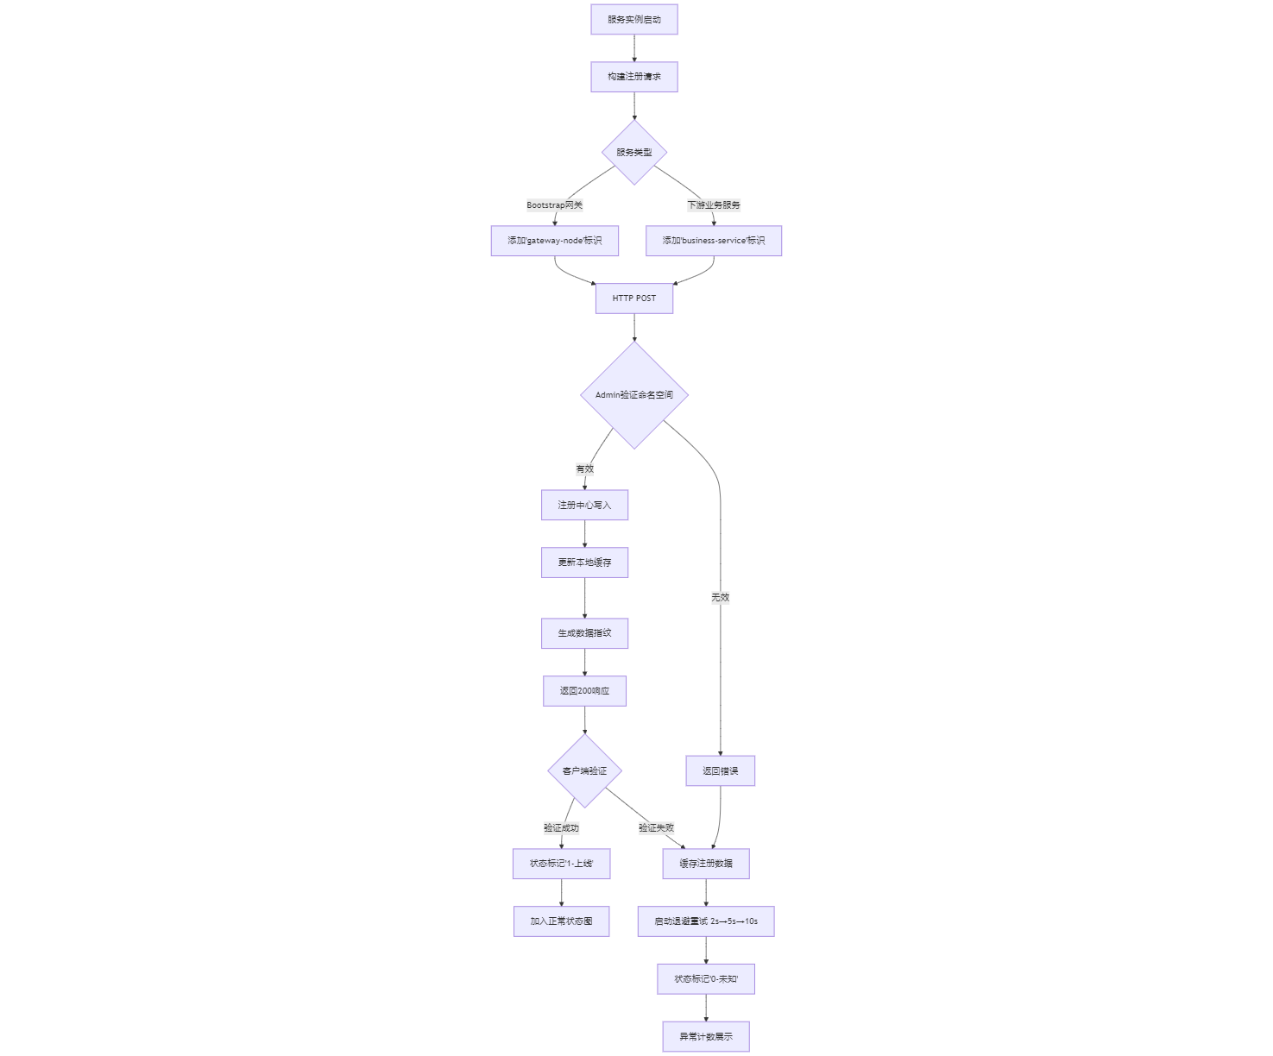 服务实例启动
构建注册请求
服务类型
Bootstrap网关
下游业务服务
添加'gateway-node'标识
添加'business-service'标识
HTTP POST
Admin验证命名空间
有效
注册中心写入
更新本地缓存
无效
生成数据指纹
返回200响应
客户端验证
返回错误
验证成功
验证失败
状态标记'1-上线'
缓存注册数据
加入正常状态图
启动退避重试 2s→5s→10s
状态标记'0-未知'
异常计数展示